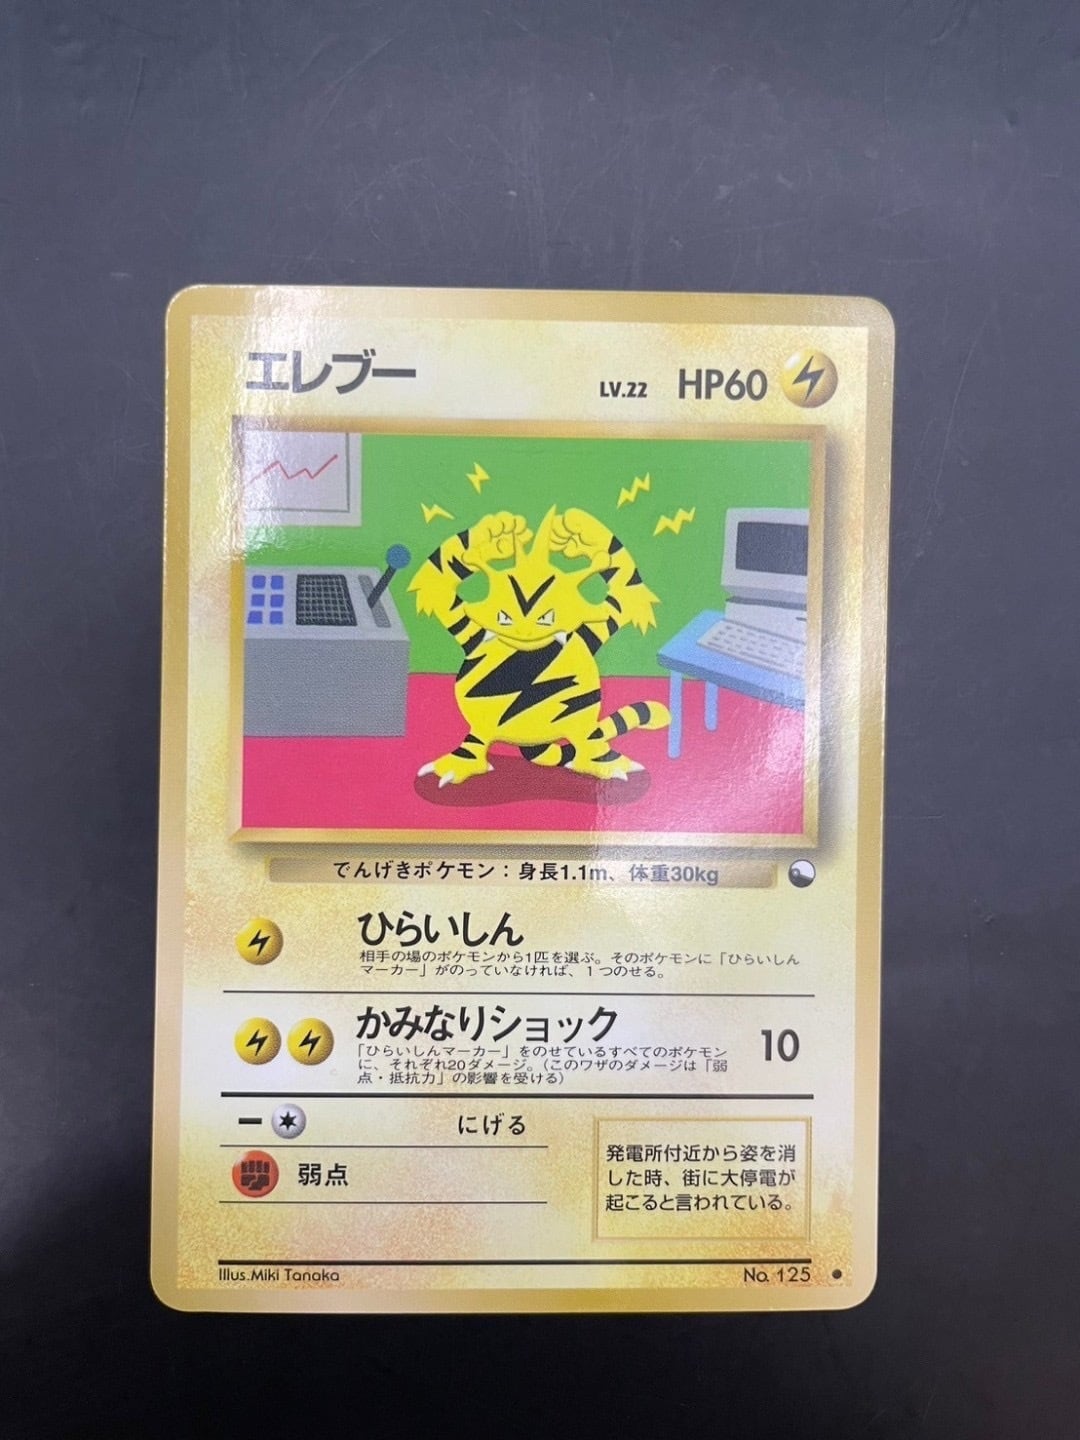 エレブー LV.22 HP60
でんげきポケモン：身長1.1m、体重30kg
ひらいしん
相手の場のポケモンから1匹を選ぶ。そのポケモンに「ひらいしん
マーカー」がのっていなければ、1つのせる。
かみなりショック 10
「ひらいしんマーカー」をのせているすべてのポケモン
に、それぞれ20ダメージ。（このワザのダメージは「弱
点・抵抗力」の影響を受ける）
ー にげる
弱点
発電所付近から姿を消
した時、街に大停電が
起こると言われている。
Illus.Miki Tanaka No. 125 ●